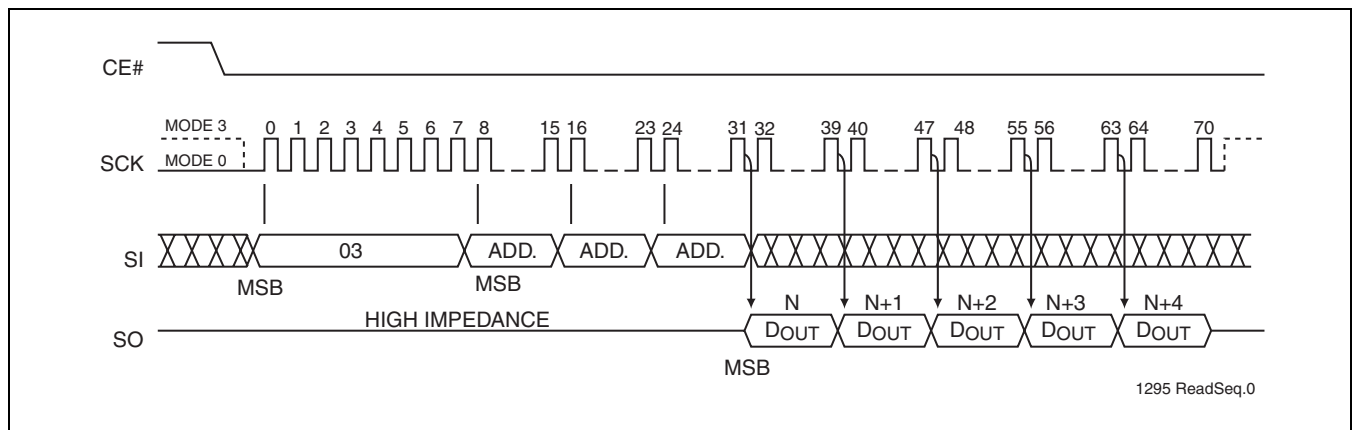 CE#
MODE 3
0 1 2 3 4 5 6 7 8 15 16 23 24 31 32 39 40 47 48 55 56 63 64 70
SCK
MODE 0
SI
03
ADD.
ADD.
ADD.
MSB
MSB
HIGH IMPEDANCE
N N+1 N+2 N+3 N+4
SO
DOUT DOUT DOUT DOUT DOUT
MSB
1295 ReadSeq.0